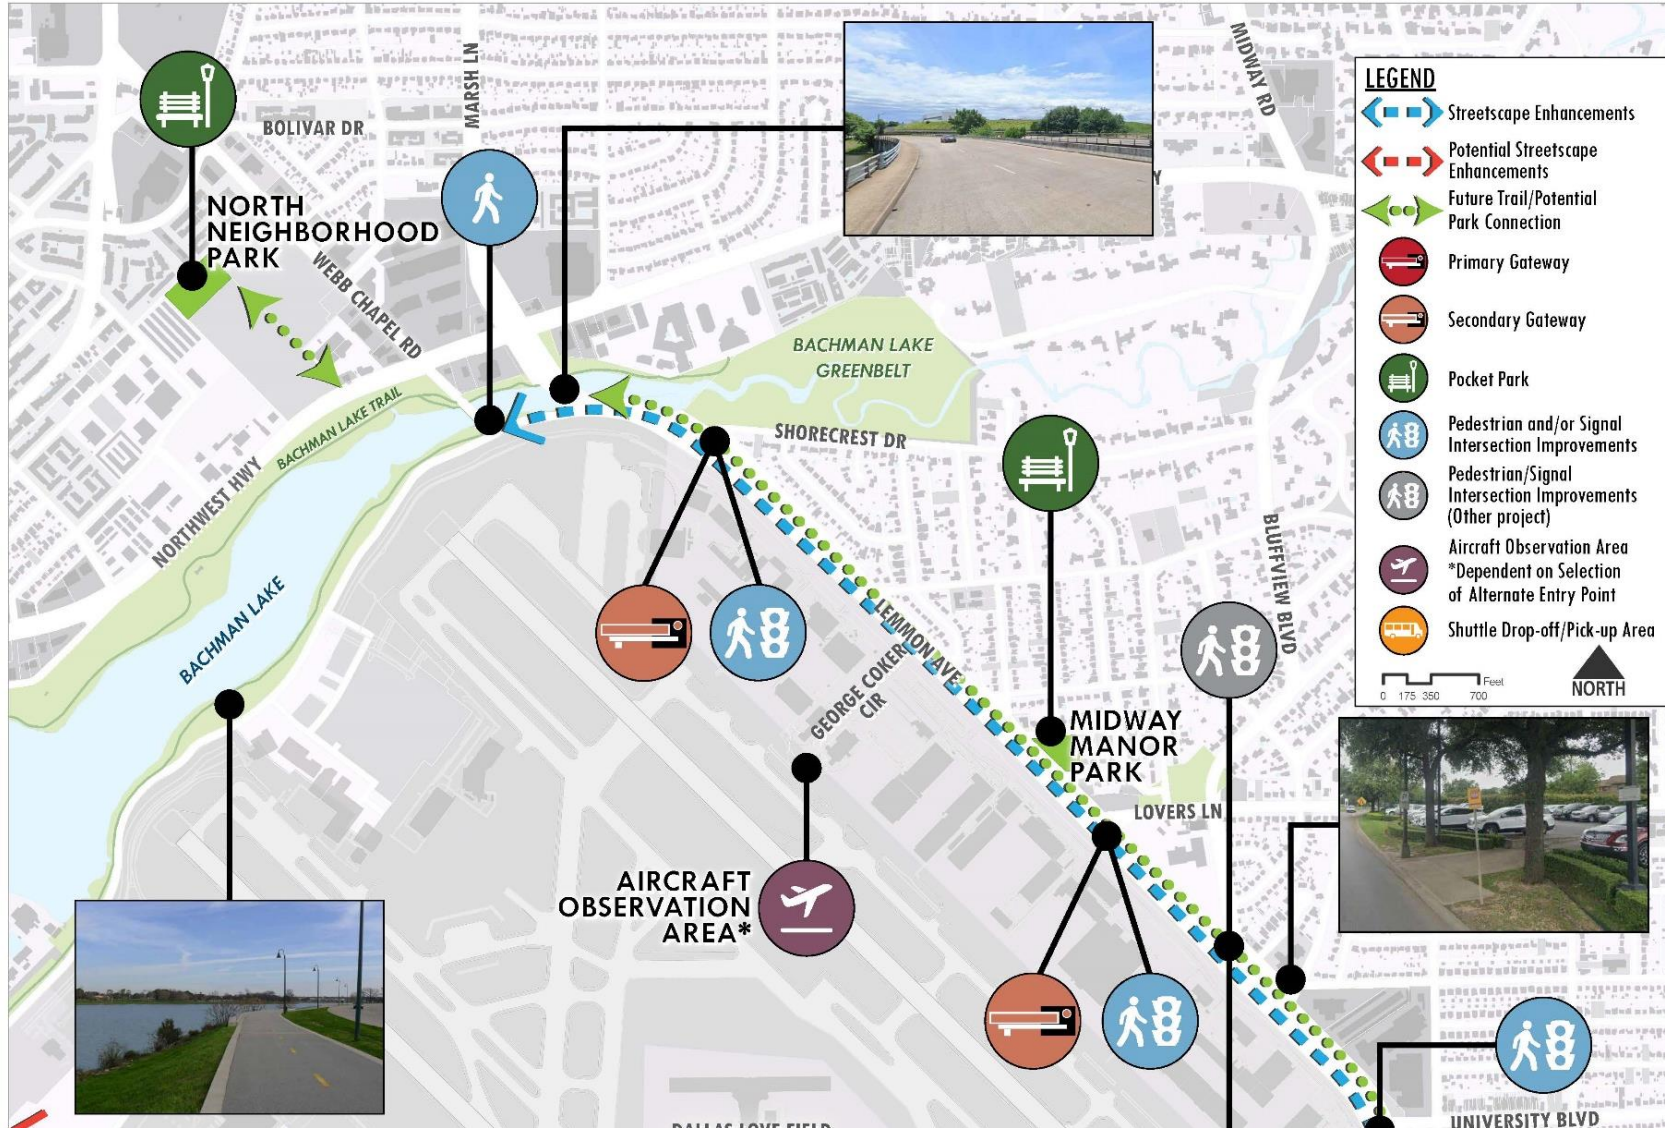 BOLIVAR DR
MARSH LN
MIDWAY RD
NORTH
NEIGHBORHOOD
PARK
WEBB CHAPEL RD
BACHMAN LAKE
GREENBELT
BACHMAN LAKE TRAIL
NORTHWEST HWY
SHORECREST DR
BACHMAN LAKE
LEMMON AVE
GEORGE COKER
CIR
BLUFFVIEW BLVD
MIDWAY
MANOR
PARK
LOVERS LN
AIRCRAFT
OBSERVATION
AREA*
DALLAS LOVE FIELD
UNIVERSITY BLVD
LEGEND
Streetscape Enhancements
Potential Streetscape
Enhancements
Future Trail/Potential
Park Connection
Primary Gateway
Secondary Gateway
Pocket Park
Pedestrian and/or Signal
Intersection Improvements
Pedestrian/Signal
Intersection Improvements
(Other project)
Aircraft Observation Area
*Dependent on Selection
of Alternate Entry Point
Shuttle Drop-off/Pick-up Area
Feet
0 175 350 700
NORTH